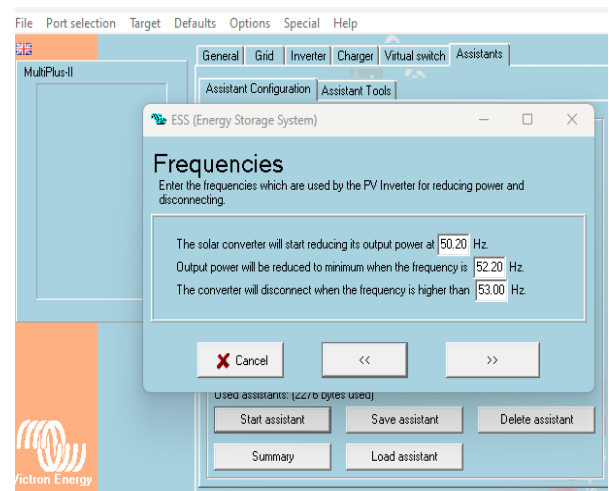 File Port selection Target Defaults Options Special Help
MultiPlus-II
General Grid Inverter Charger Virtual switch Assistants
Assistant Configuration Assistant Tools
ESS (Energy Storage System)
Frequencies
Enter the frequencies which are used by the PV Inverter for reducing power and
disconnecting.
The solar converter will start reducing its output power at 50.20 Hz.
Output power will be reduced to minimum when the frequency is 52.20 Hz.
The converter will disconnect when the frequency is higher than 53.00 Hz.
Cancel << >>
Used assistants: (2276 bytes used)
Start assistant Save assistant Delete assistant
Summary Load assistant
Victron Energy